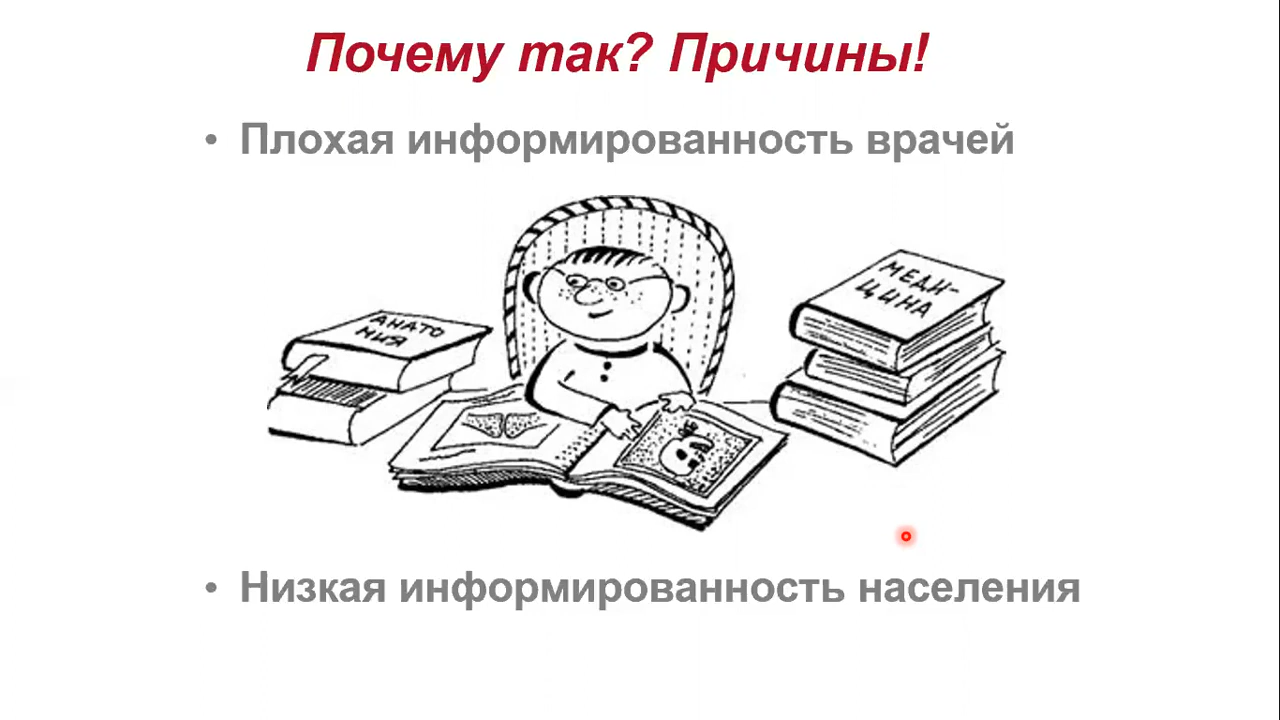 Почему так? Причины!
• Плохая информированность врачей
АНАТО
МИЯ
МЕДИ-
ЦИНА
• Низкая информированность населения